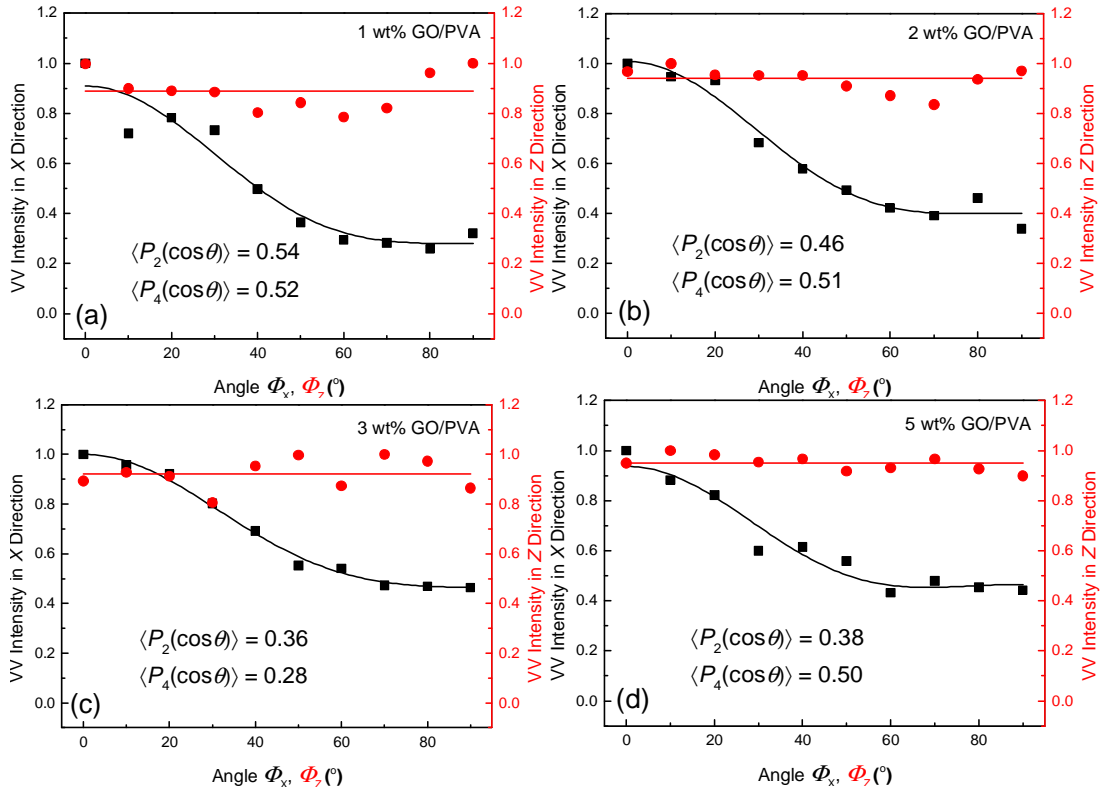 1 wt% GO/PVA
VV Intensity in X Direction
VV Intensity in Z Direction
1.2
1.0
0.8
0.6
0.4
0.2
0.0
1.2
1.0
0.8
0.6
0.4
0.2
0.0
⟨P2(cosθ)⟩ = 0.54
⟨P4(cosθ)⟩ = 0.52
(a)
0 20 40 60 80
Angle Φx, Φz (°)
2 wt% GO/PVA
VV Intensity in X Direction
VV Intensity in Z Direction
1.2
1.0
0.8
0.6
0.4
0.2
0.0
1.2
1.0
0.8
0.6
0.4
0.2
0.0
⟨P2(cosθ)⟩ = 0.46
⟨P4(cosθ)⟩ = 0.51
(b)
0 20 40 60 80
Angle Φx, Φz (°)
3 wt% GO/PVA
VV Intensity in X Direction
VV Intensity in Z Direction
1.2
1.0
0.8
0.6
0.4
0.2
0.0
1.2
1.0
0.8
0.6
0.4
0.2
0.0
⟨P2(cosθ)⟩ = 0.36
⟨P4(cosθ)⟩ = 0.28
(c)
0 20 40 60 80
Angle Φx, Φz (°)
5 wt% GO/PVA
VV Intensity in X Direction
VV Intensity in Z Direction
1.2
1.0
0.8
0.6
0.4
0.2
0.0
1.2
1.0
0.8
0.6
0.4
0.2
0.0
⟨P2(cosθ)⟩ = 0.38
⟨P4(cosθ)⟩ = 0.50
(d)
0 20 40 60 80
Angle Φx, Φz (°)